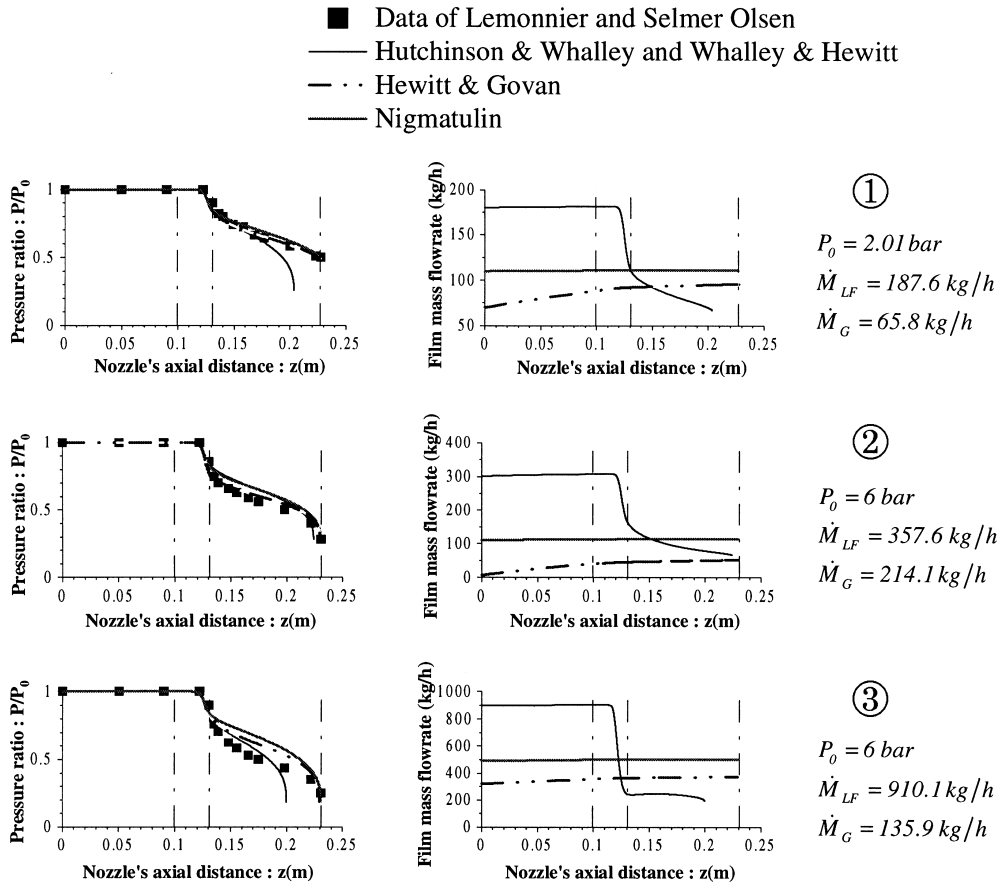 Data of Lemonnier and Selmer Olsen
Hutchinson & Whalley and Whalley & Hewitt
Hewitt & Govan
Nigmatulin
Pressure ratio : P/P0
1
0.5
0
0 0.05 0.1 0.15 0.2 0.25
Nozzle's axial distance : z(m)
Film mass flowrate (kg/h)
200
150
100
50
0 0.05 0.1 0.15 0.2 0.25
Nozzle's axial distance : z(m)
①
P0 = 2.01 bar
ṀLF = 187.6 kg/h
ṀG = 65.8 kg/h
Pressure ratio : P/P0
1
0.5
0
0 0.05 0.1 0.15 0.2 0.25
Nozzle's axial distance : z(m)
Film mass flowrate (kg/h)
400
300
200
100
0
0 0.05 0.1 0.15 0.2 0.25
Nozzle's axial distance : z(m)
②
P0 = 6 bar
ṀLF = 357.6 kg/h
ṀG = 214.1 kg/h
Pressure ratio : P/P0
1
0.5
0
0 0.05 0.1 0.15 0.2 0.25
Nozzle's axial distance : z(m)
Film mass flowrate (kg/h)
1000
800
600
400
200
0
0 0.05 0.1 0.15 0.2 0.25
Nozzle's axial distance : z(m)
③
P0 = 6 bar
ṀLF = 910.1 kg/h
ṀG = 135.9 kg/h